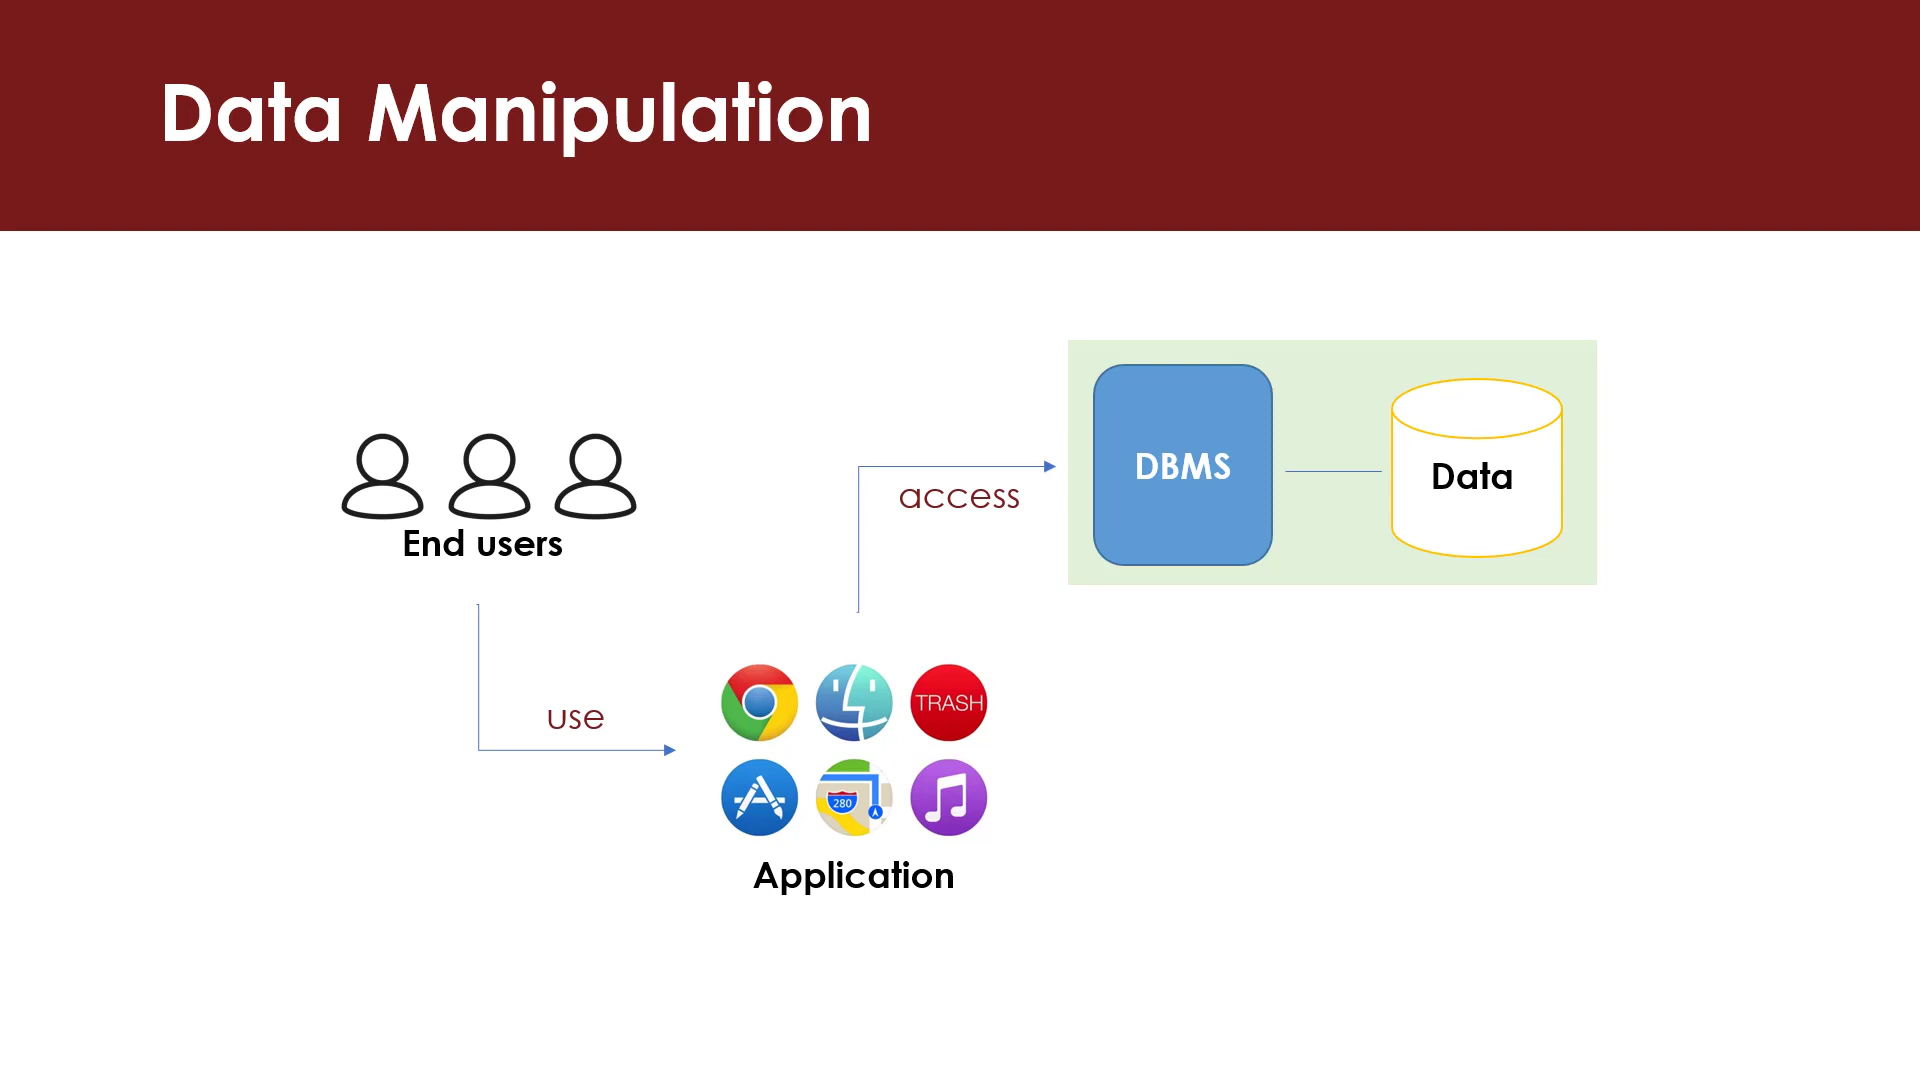 Data Manipulation
End users
use
access
DBMS
Data
TRASH
280
Application